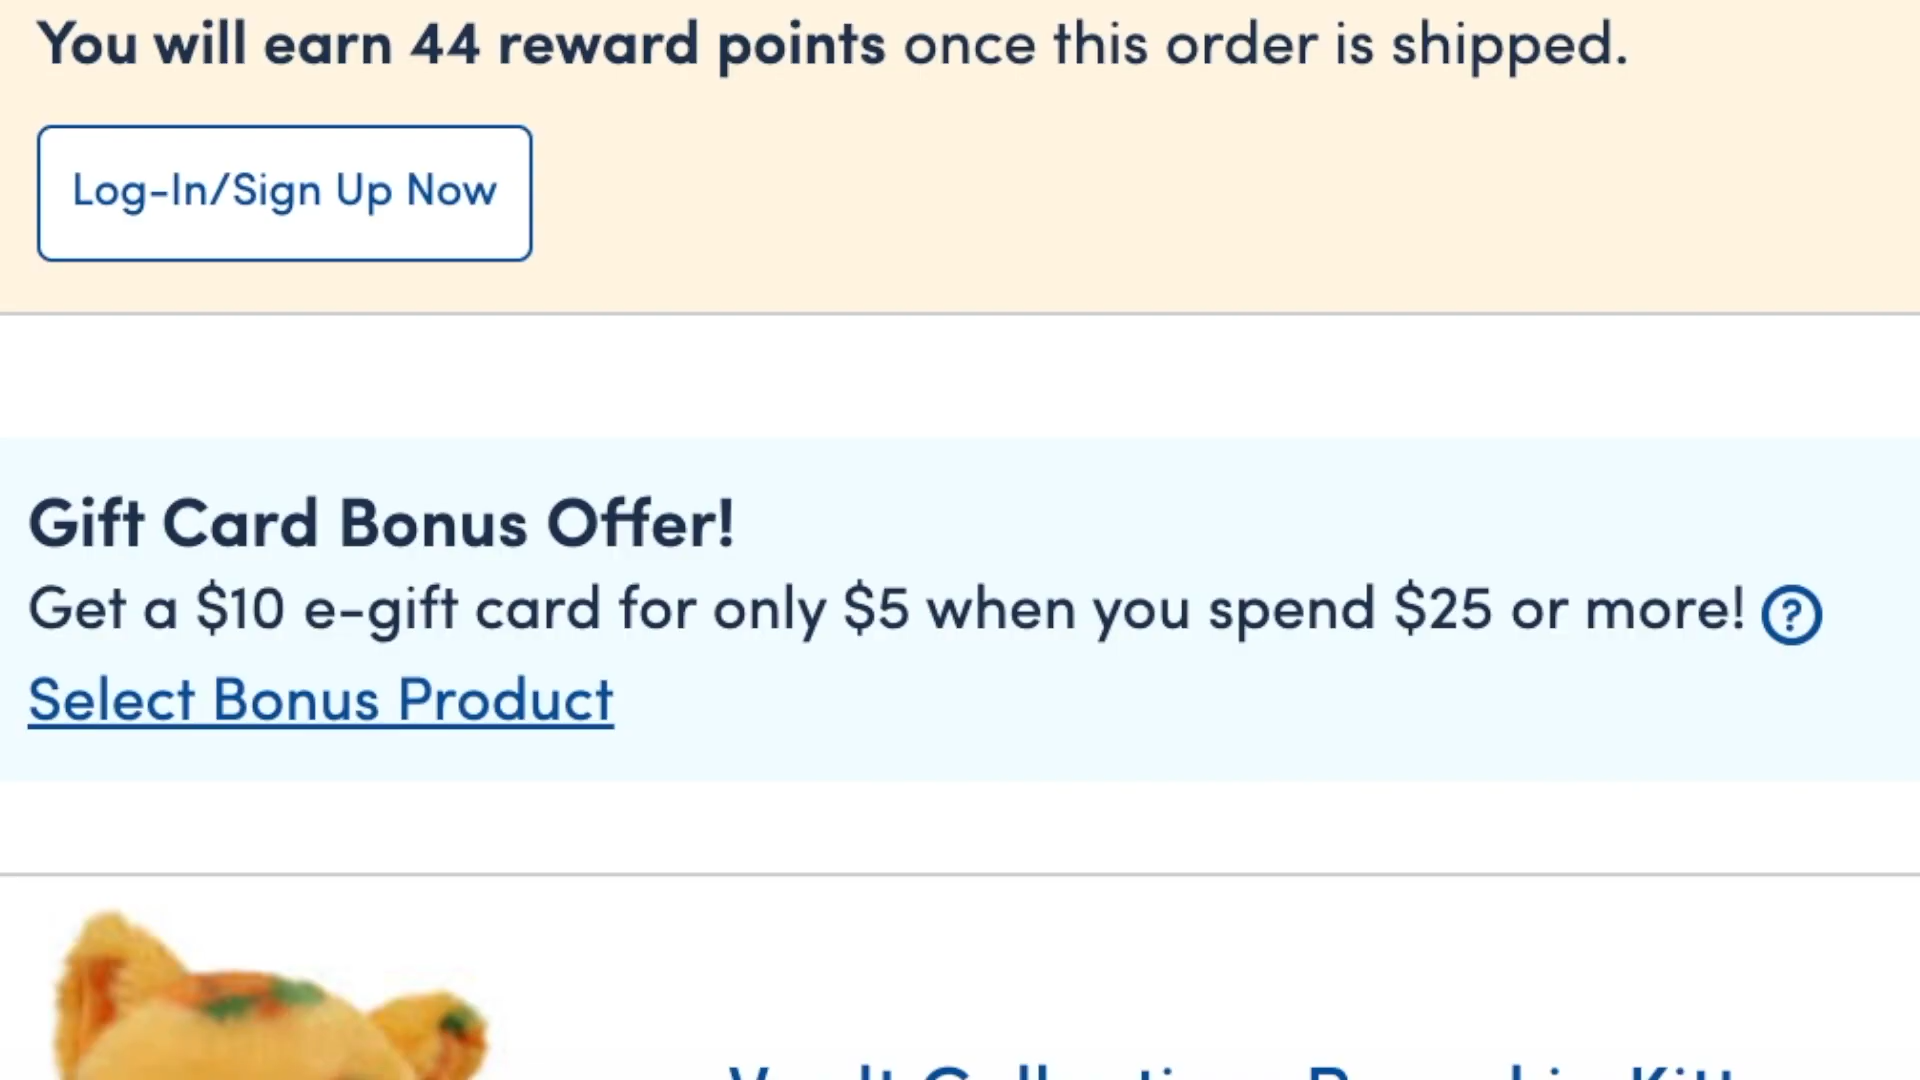 You will earn 44 reward points once this order is shipped.
Log-In/Sign Up Now
Gift Card Bonus Offer!
Get a $10 e-gift card for only $5 when you spend $25 or more! ?
Select Bonus Product